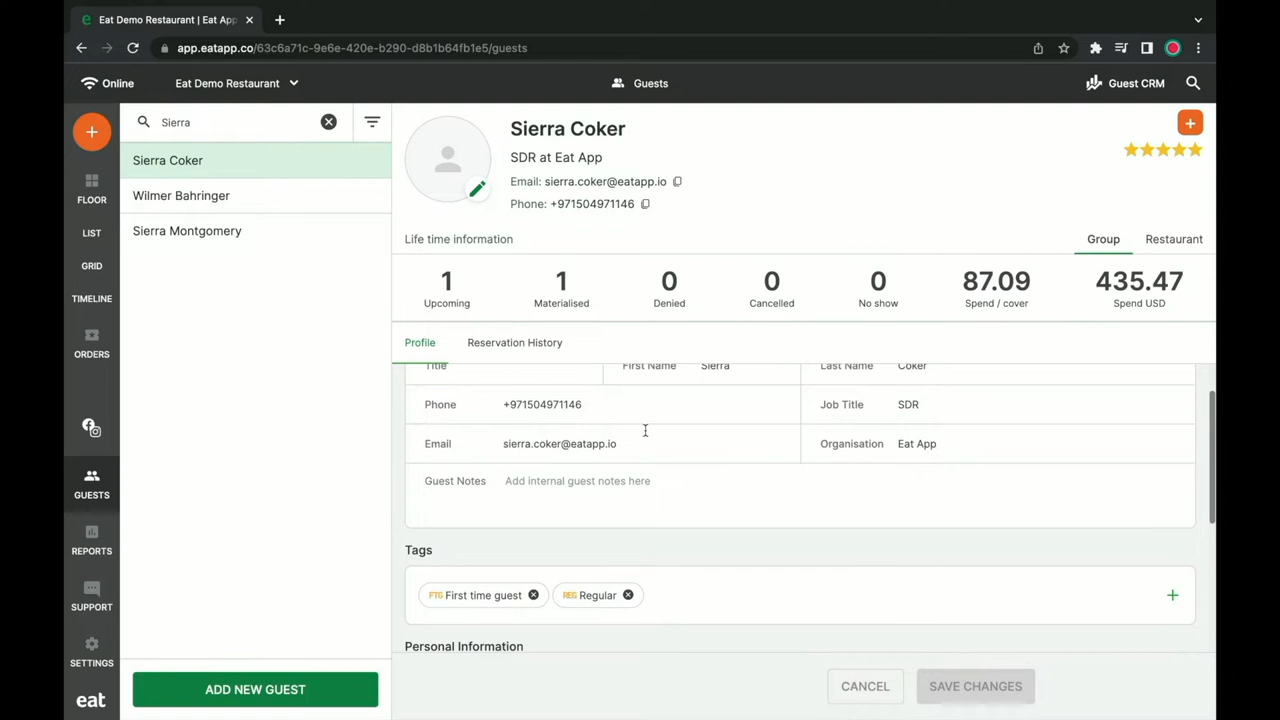 Eat Demo Restaurant | Eat App
app.eatapp.co/63c6a71c-9e6e-420e-b290-d8b1b64fb1e5/guests
Online
Eat Demo Restaurant
Guests
Guest CRM
FLOOR
LIST
GRID
TIMELINE
ORDERS
GUESTS
REPORTS
SUPPORT
SETTINGS
eat
Sierra
Sierra Coker
Wilmer Bahringer
Sierra Montgomery
ADD NEW GUEST
Sierra Coker
SDR at Eat App
Email: sierra.coker@eatapp.io
Phone: +971504971146
Life time information
Group Restaurant
1 1 0 0 0 87.09 435.47
Upcoming Materialised Denied Cancelled No show Spend / cover Spend USD
Profile Reservation History
Title First Name Sierra Last Name Coker
Phone +971504971146 Job Title SDR
Email sierra.coker@eatapp.io Organisation Eat App
Guest Notes Add internal guest notes here
Tags
FTG First time guest REG Regular
Personal Information
CANCEL SAVE CHANGES